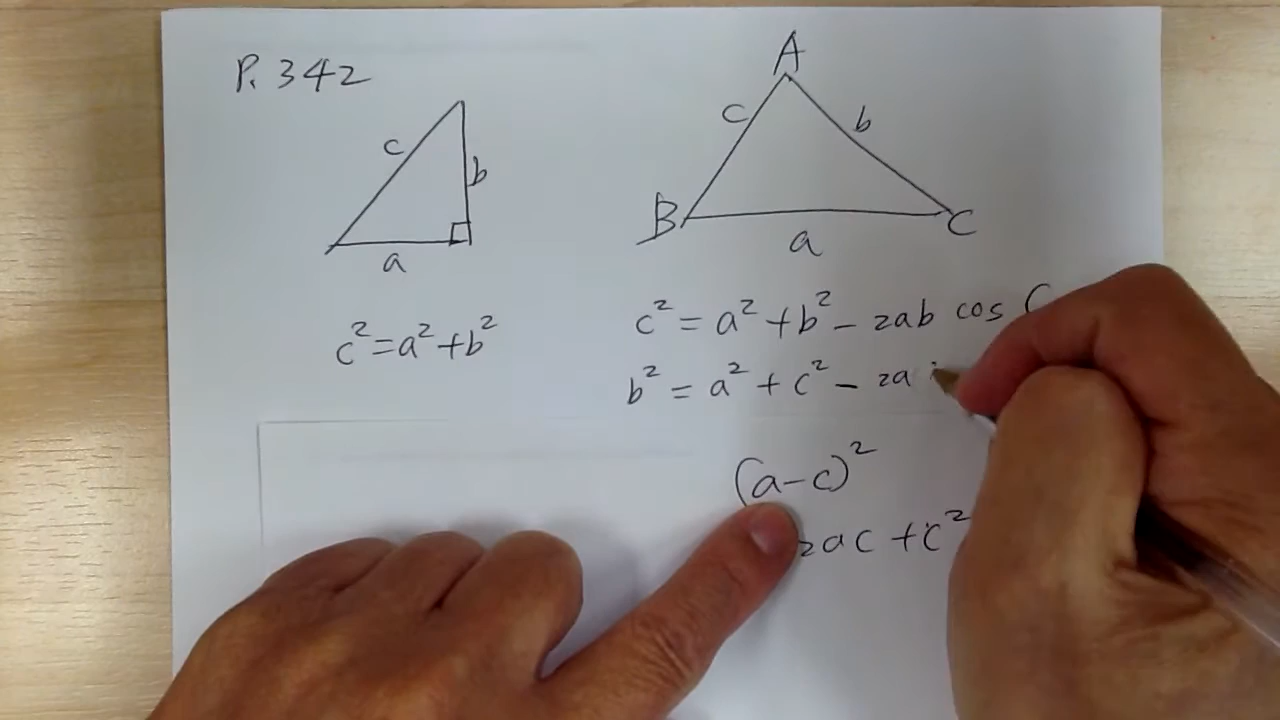 P. 342
c
b
a
c² = a² + b²
A
c
b
B
C
a
c² = a² + b² − 2ab cos C
b² = a² + c² − 2a
(a − c)²
2ac + c²